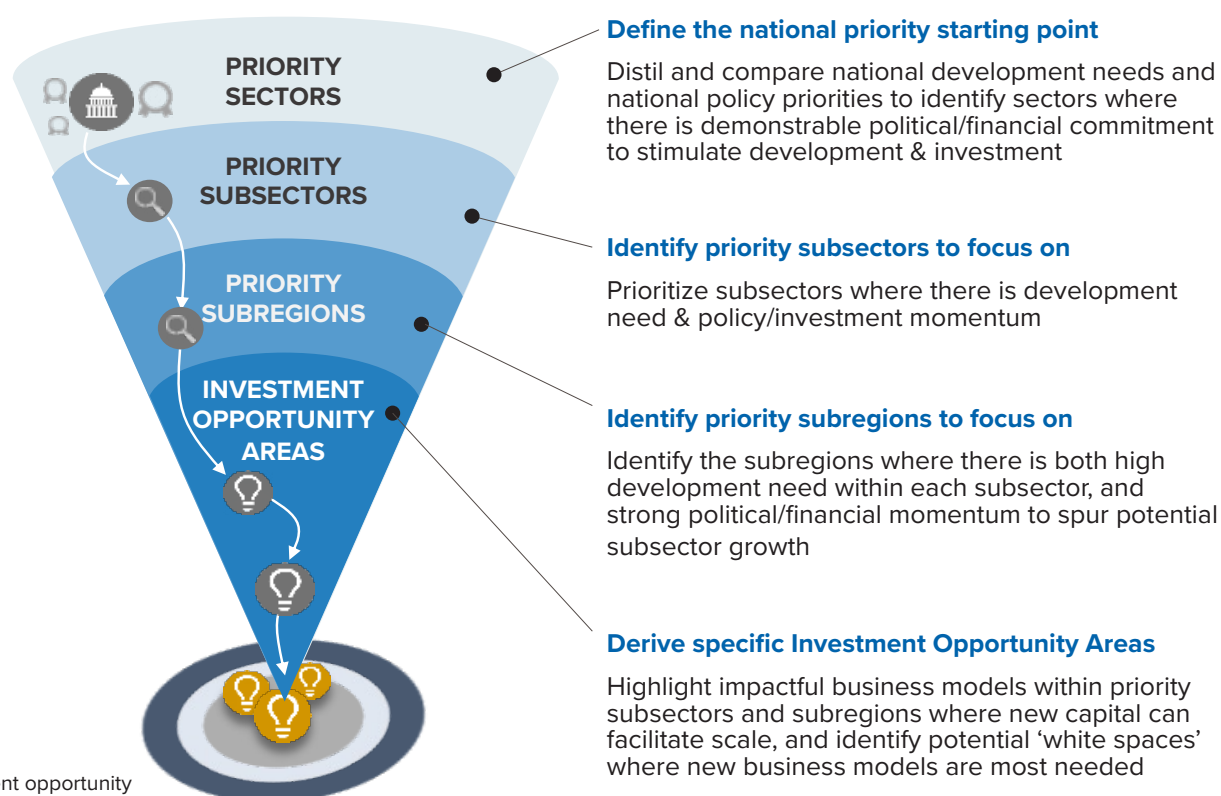 PRIORITY
SECTORS
PRIORITY
SUBSECTORS
PRIORITY
SUBREGIONS
INVESTMENT
OPPORTUNITY
AREAS
Define the national priority starting point
Distil and compare national development needs and
national policy priorities to identify sectors where
there is demonstrable political/financial commitment
to stimulate development & investment
Identify priority subsectors to focus on
Prioritize subsectors where there is development
need & policy/investment momentum
Identify priority subregions to focus on
Identify the subregions where there is both high
development need within each subsector, and
strong political/financial momentum to spur potential
subsector growth
Derive specific Investment Opportunity Areas
Highlight impactful business models within priority
subsectors and subregions where new capital can
facilitate scale, and identify potential ‘white spaces’
where new business models are most needed
ent opportunity